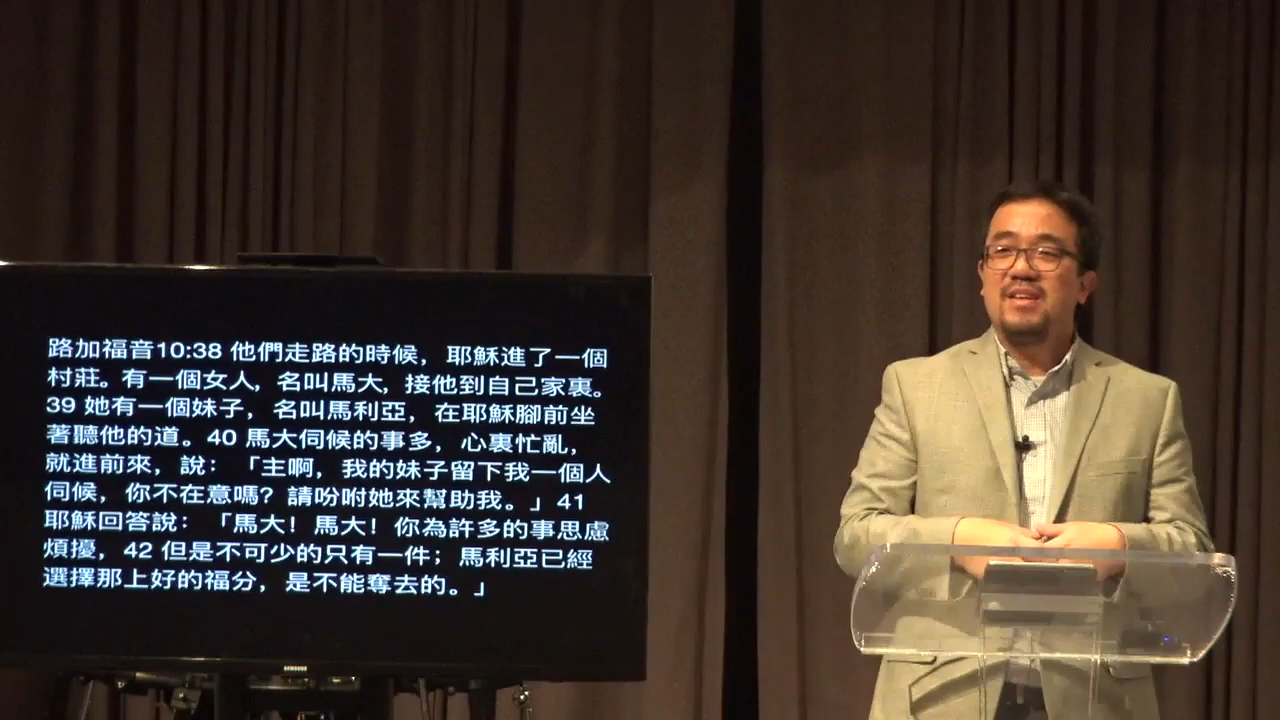 路加福音10:38 他們走路的時候，耶穌進了一個
村莊。有一個女人，名叫馬大，接他到自己家裏。
39 她有一個妹子，名叫馬利亞，在耶穌腳前坐
著聽他的道。40 馬大伺候的事多，心裏忙亂，
就進前來，說：「主啊，我的妹子留下我一個人
伺候，你不在意嗎？請吩咐她來幫助我。」41
耶穌回答說：「馬大！馬大！你為許多的事思慮
煩擾，42 但是不可少的只有一件；馬利亞已經
選擇那上好的福分，是不能奪去的。」
SAMSUNG